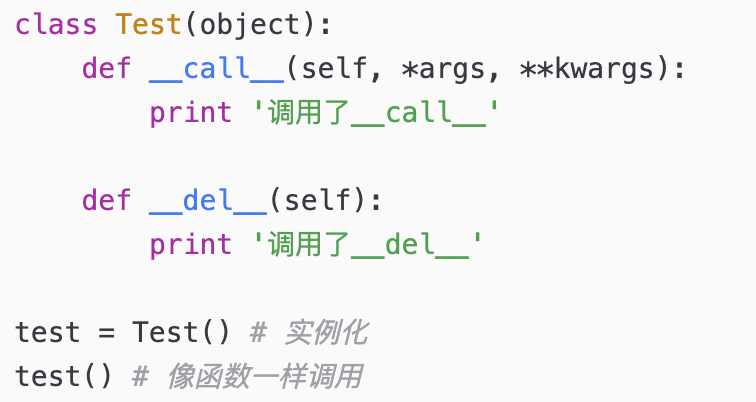 class Test(object):
    def __call__(self, *args, **kwargs):
        print '调用了__call__'

    def __del__(self):
        print '调用了__del__'

test = Test() # 实例化
test() # 像函数一样调用